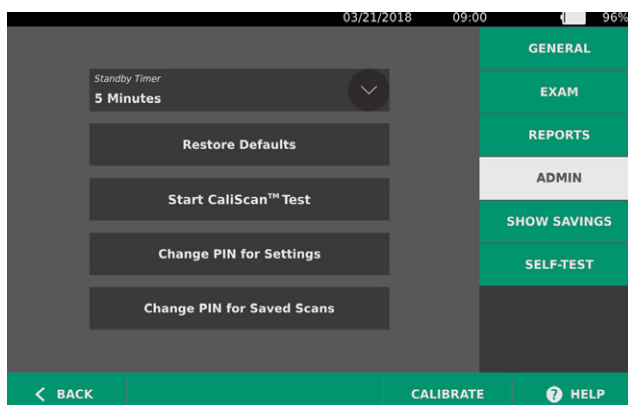 03/21/2018 09:00 96%
GENERAL
Standby Timer
5 Minutes
EXAM
Restore Defaults
REPORTS
Start CaliScan™ Test
ADMIN
Change PIN for Settings
SHOW SAVINGS
Change PIN for Saved Scans
SELF-TEST
BACK
CALIBRATE
? HELP